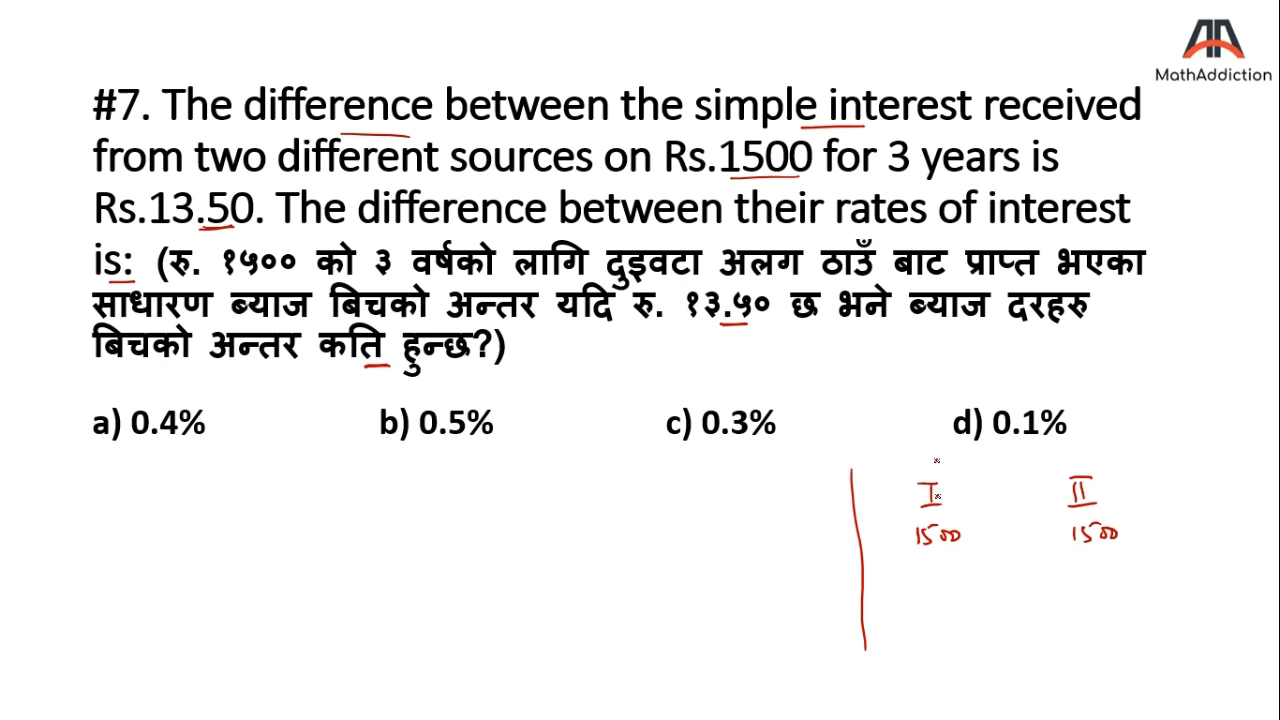 MathAddiction
#7. The difference between the simple interest received
from two different sources on Rs.1500 for 3 years is
Rs.13.50. The difference between their rates of interest
is: (रु. १५०० को ३ वर्षको लागि दुइवटा अलग ठाउँ बाट प्राप्त भएका
साधारण ब्याज बिचको अन्तर यदि रु. १३.५० छ भने ब्याज दरहरु
बिचको अन्तर कति हुन्छ?)
a) 0.4% b) 0.5% c) 0.3% d) 0.1%
I II
1500 1500